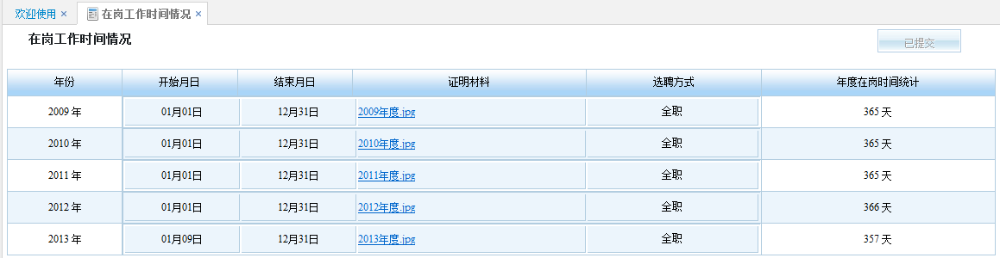 欢迎使用 × 在岗工作时间情况 ×
在岗工作时间情况 已提交
年份 开始月日 结束月日 证明材料 选聘方式 年度在岗时间统计
2009 年 01月01日 12月31日 2009年度.jpg 全职 365 天
2010 年 01月01日 12月31日 2010年度.jpg 全职 365 天
2011 年 01月01日 12月31日 2011年度.jpg 全职 365 天
2012 年 01月01日 12月31日 2012年度.jpg 全职 366 天
2013 年 01月09日 12月31日 2013年度.jpg 全职 357 天